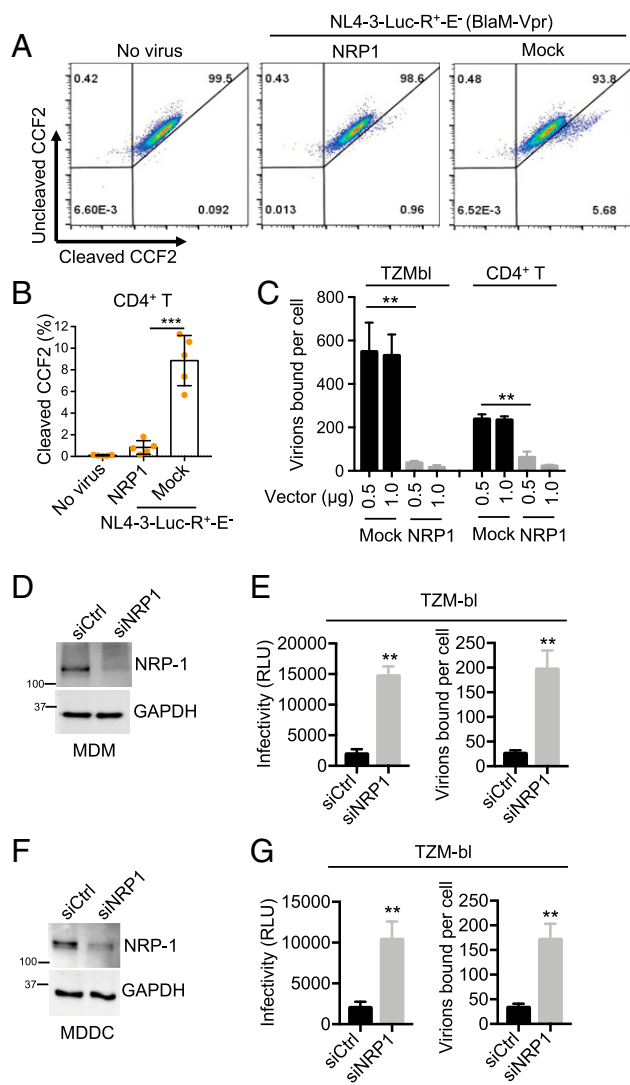 NL4-3-Luc-R⁺-E⁻ (BlaM-Vpr)
A
No virus
NRP1
Mock
0.42
99.5
6.60E-3
0.092
0.43
98.6
0.013
0.96
0.48
93.8
6.52E-3
5.68
Uncleaved CCF2
Cleaved CCF2
B
CD4⁺ T
***
Cleaved CCF2 (%)
12
10
8
6
4
2
0
No virus
NRP1
Mock
NL4-3-Luc-R⁺-E⁻
C
TZMbl
CD4⁺ T
**
**
Virions bound per cell
800
600
400
200
0
Vector (µg)
0.5
1.0
0.5
1.0
0.5
1.0
0.5
1.0
Mock NRP1
Mock NRP1
D
siCtrl
siNRP1
NRP-1
100
37
GAPDH
MDM
E
TZM-bl
Infectivity (RLU)
20000
15000
10000
5000
0
**
siCtrl
siNRP1
Virions bound per cell
250
200
150
100
50
0
**
siCtrl
siNRP1
F
siCtrl
siNRP1
NRP-1
100
37
GAPDH
MDDC
G
TZM-bl
Infectivity (RLU)
15000
10000
5000
0
**
siCtrl
siNRP1
Virions bound per cell
250
200
150
100
50
0
**
siCtrl
siNRP1